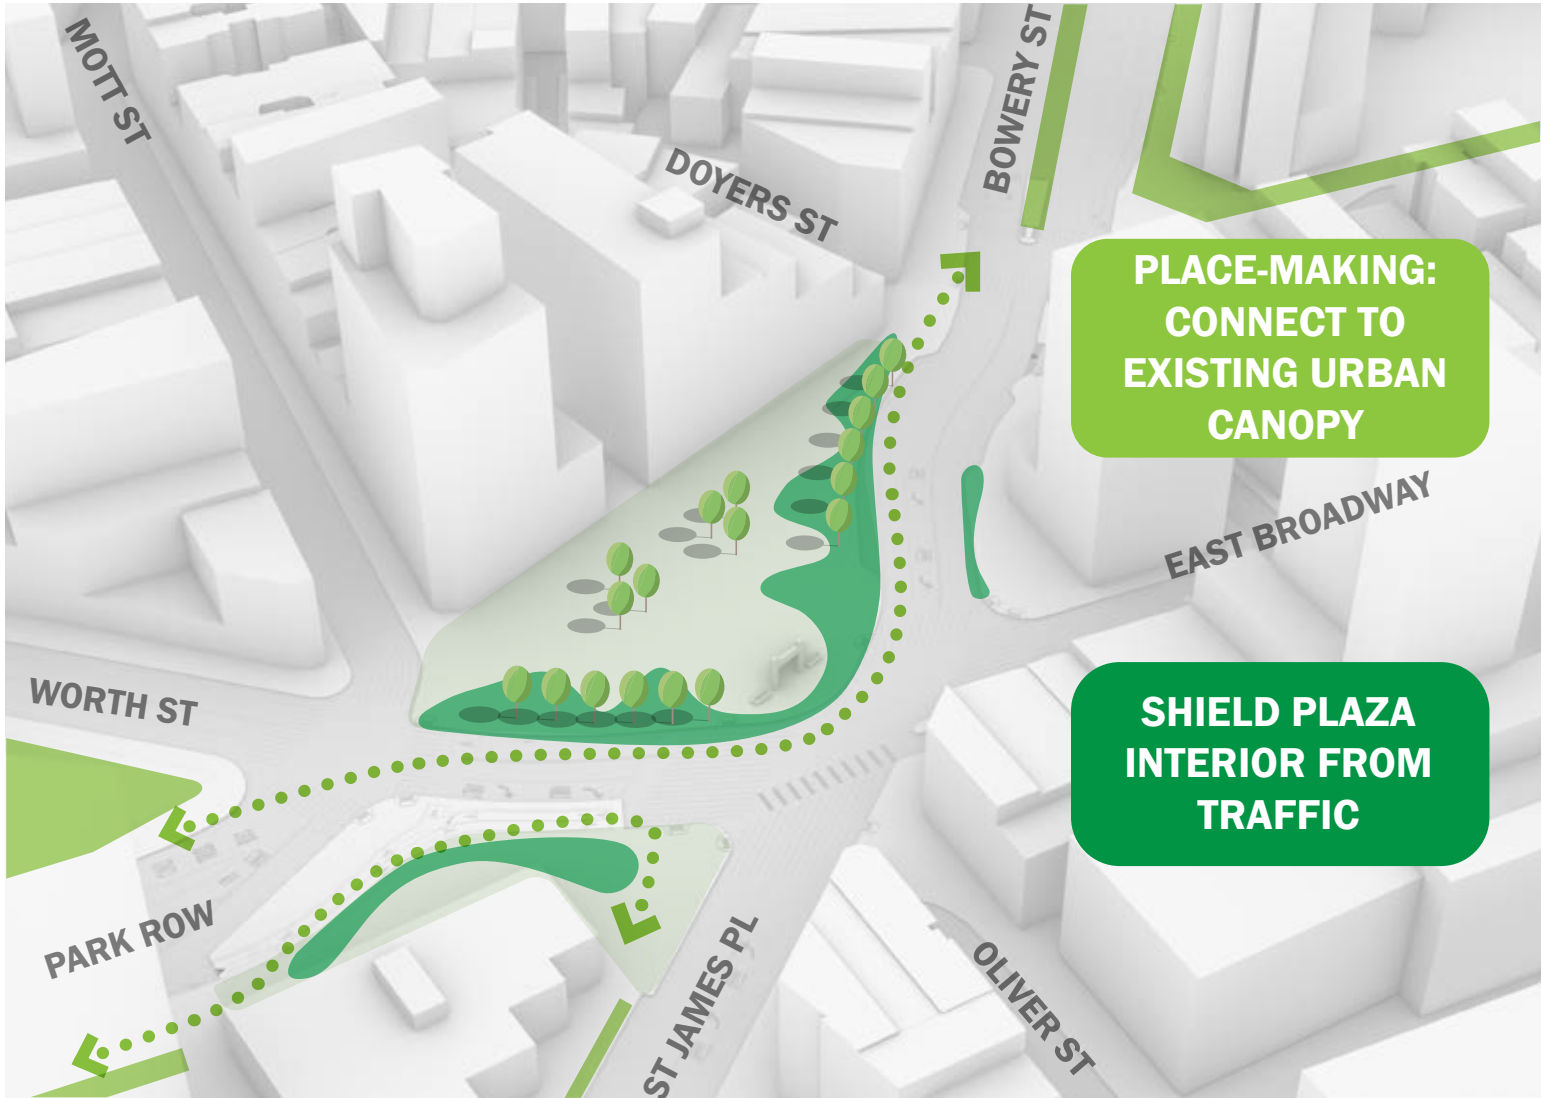 MOTT ST
BOWERY ST
DOYERS ST
PLACE-MAKING:
CONNECT TO
EXISTING URBAN
CANOPY
EAST BROADWAY
WORTH ST
SHIELD PLAZA
INTERIOR FROM
TRAFFIC
PARK ROW
ST JAMES PL
OLIVER ST